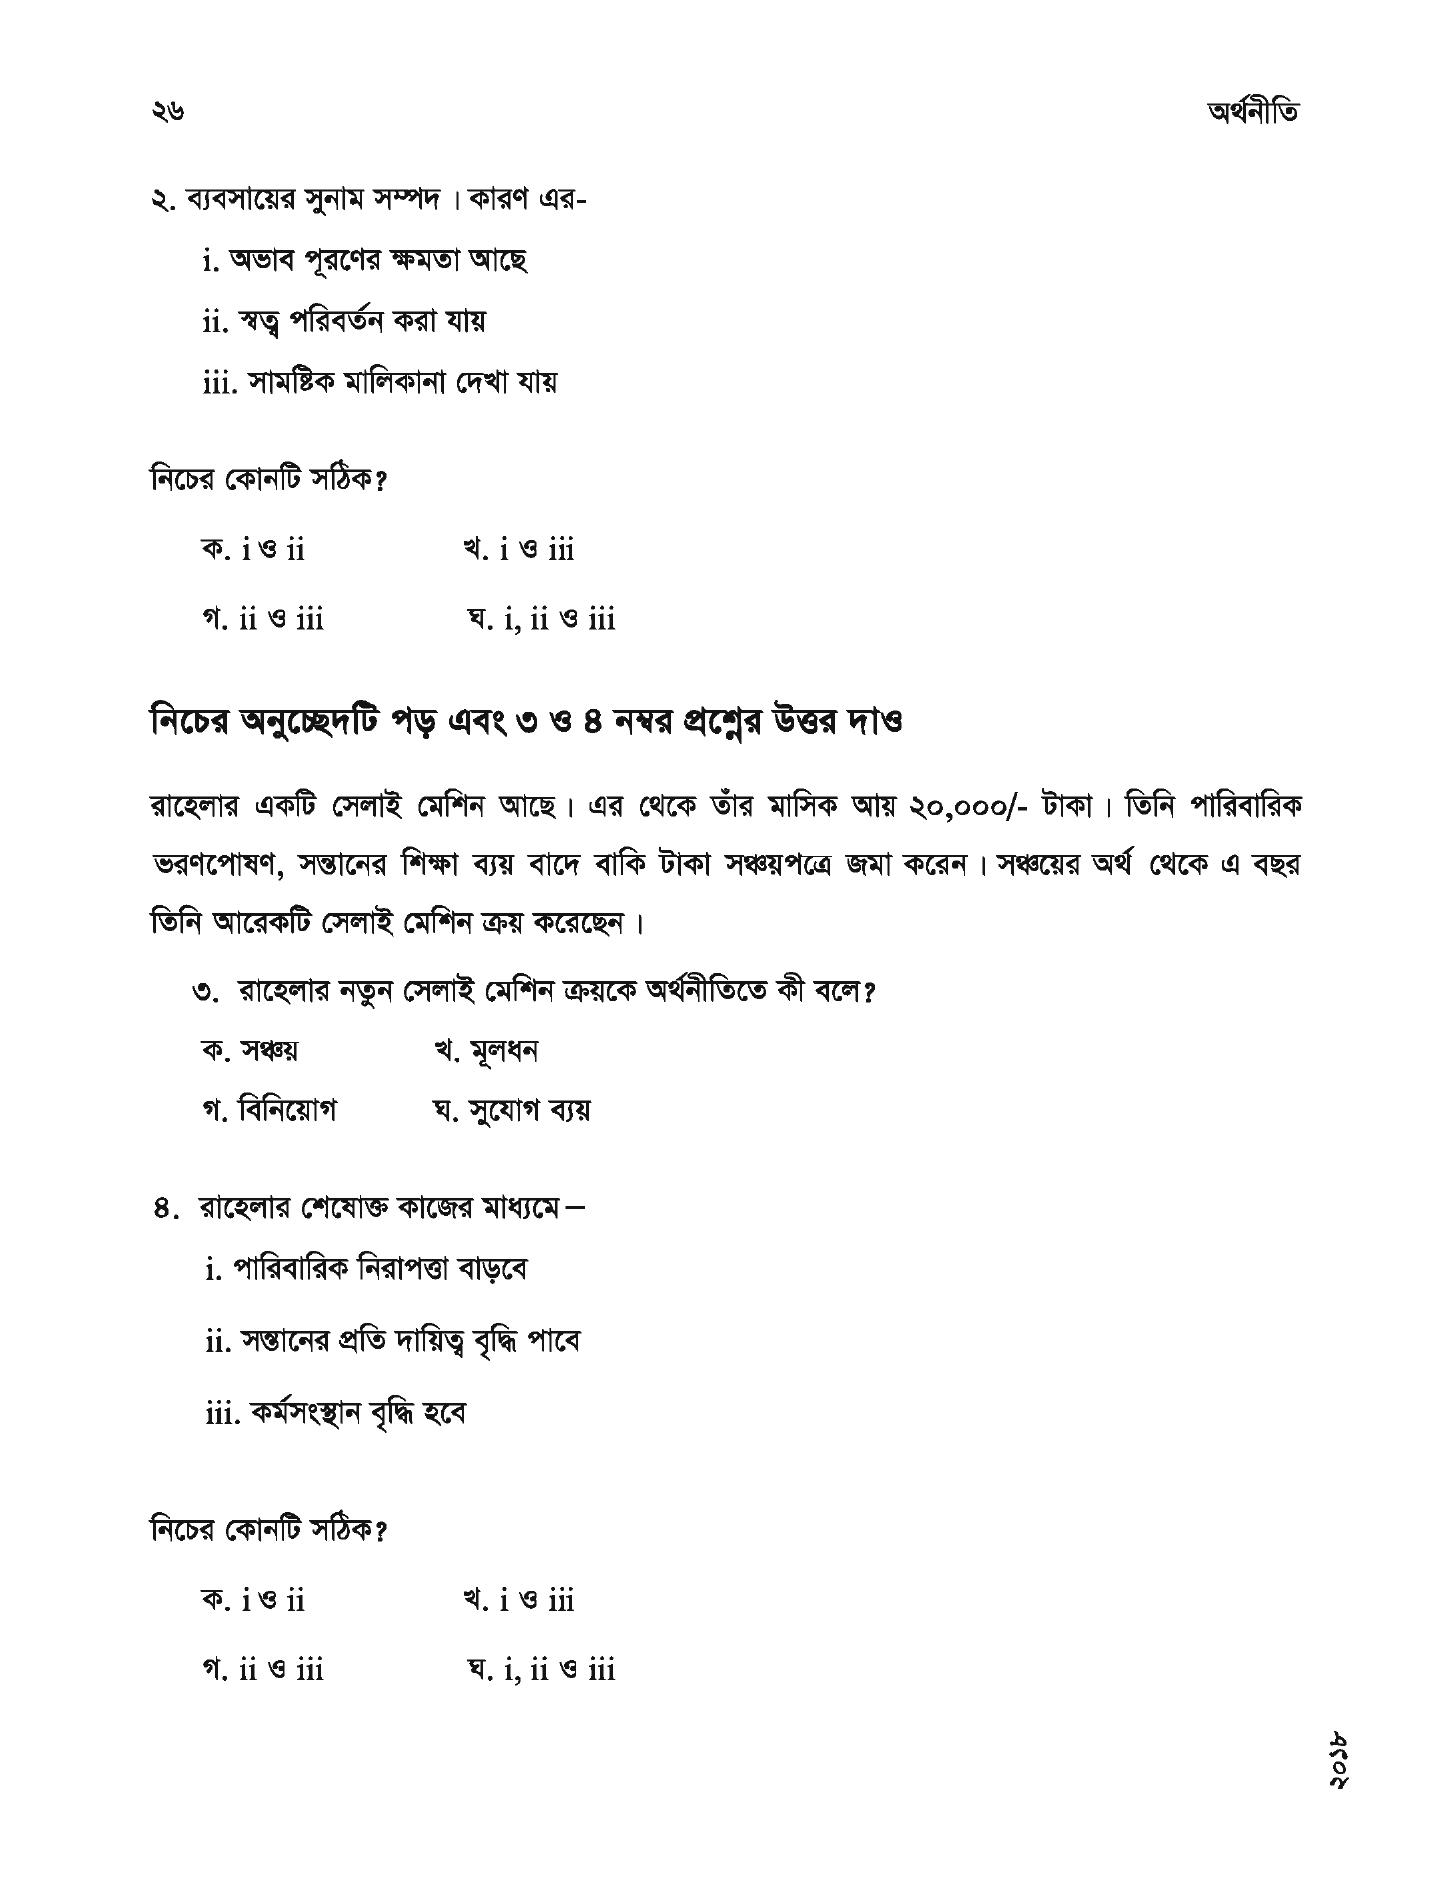 ২৬ অর্থনীতি
২. ব্যবসায়ের সুনাম সম্পদ । কারণ এর-
i. অভাব পূরণের ক্ষমতা আছে
ii. স্বত্ব পরিবর্তন করা যায়
iii. সামষ্টিক মালিকানা দেখা যায়
নিচের কোনটি সঠিক?
ক. i ও ii খ. i ও iii
গ. ii ও iii ঘ. i, ii ও iii
নিচের অনুচ্ছেদটি পড় এবং ৩ ও ৪ নম্বর প্রশ্নের উত্তর দাও
রাহেলার একটি সেলাই মেশিন আছে । এর থেকে তাঁর মাসিক আয় ২০,০০০/- টাকা । তিনি পারিবারিক
ভরণপোষণ, সন্তানের শিক্ষা ব্যয় বাদে বাকি টাকা সঞ্চয়পত্রে জমা করেন । সঞ্চয়ের অর্থ থেকে এ বছর
তিনি আরেকটি সেলাই মেশিন ক্রয় করেছেন ।
৩. রাহেলার নতুন সেলাই মেশিন ক্রয়কে অর্থনীতিতে কী বলে?
ক. সঞ্চয় খ. মূলধন
গ. বিনিয়োগ ঘ. সুযোগ ব্যয়
৪. রাহেলার শেষোক্ত কাজের মাধ্যমে –
i. পারিবারিক নিরাপত্তা বাড়বে
ii. সন্তানের প্রতি দায়িত্ব বৃদ্ধি পাবে
iii. কর্মসংস্থান বৃদ্ধি হবে
নিচের কোনটি সঠিক?
ক. i ও ii খ. i ও iii
গ. ii ও iii ঘ. i, ii ও iii
২০১৮